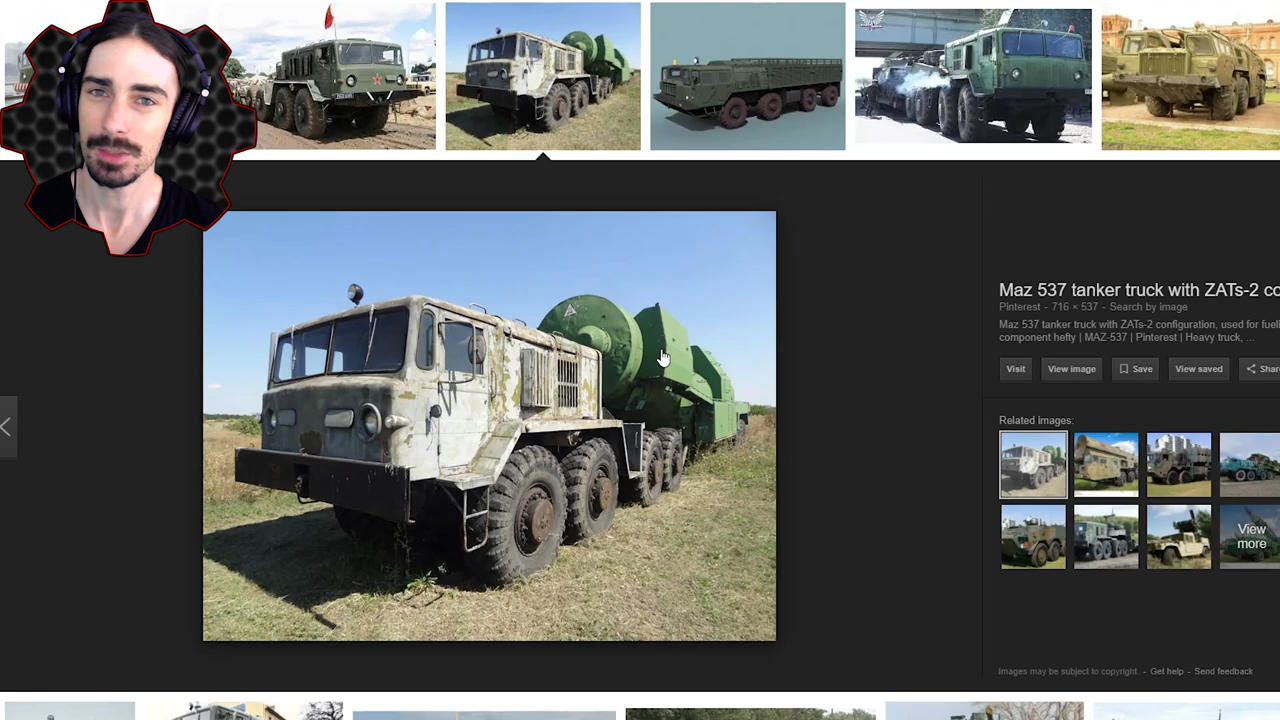 Maz 537 tanker truck with ZATs-2 co
Pinterest - 716 × 537 - Search by image
Maz 537 tanker truck with ZATs-2 configuration, used for fueli
component hefty | MAZ-537 | Pinterest | Heavy truck, ...
Visit
View image
Save
View saved
Shar
Related images:
View
more
Images may be subject to copyright. - Get help - Send feedback